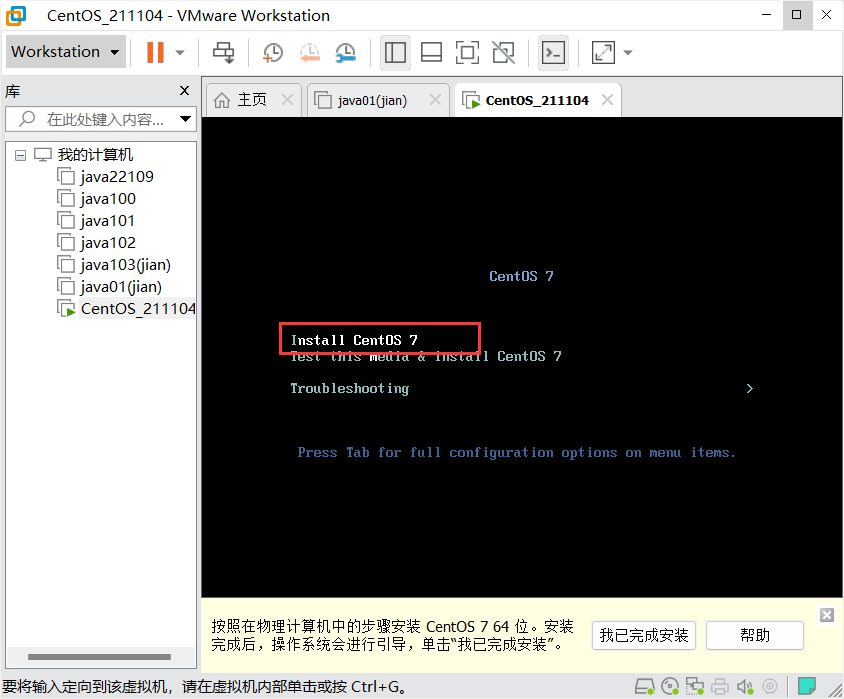 CentOS_211104 - VMware Workstation
Workstation
库
在此处键入内容...
我的计算机
java22109
java100
java101
java102
java103(jian)
java01(jian)
CentOS_211104
主页
java01(jian)
CentOS_211104
CentOS 7
Install CentOS 7
Test this media & install CentOS 7
Troubleshooting
Press Tab for full configuration options on menu items.
按照在物理计算机中的步骤安装 CentOS 7 64 位。安装
完成后，操作系统会进行引导，单击“我已完成安装”。
我已完成安装
帮助
要将输入定向到该虚拟机，请在虚拟机内部单击或按 Ctrl+G。